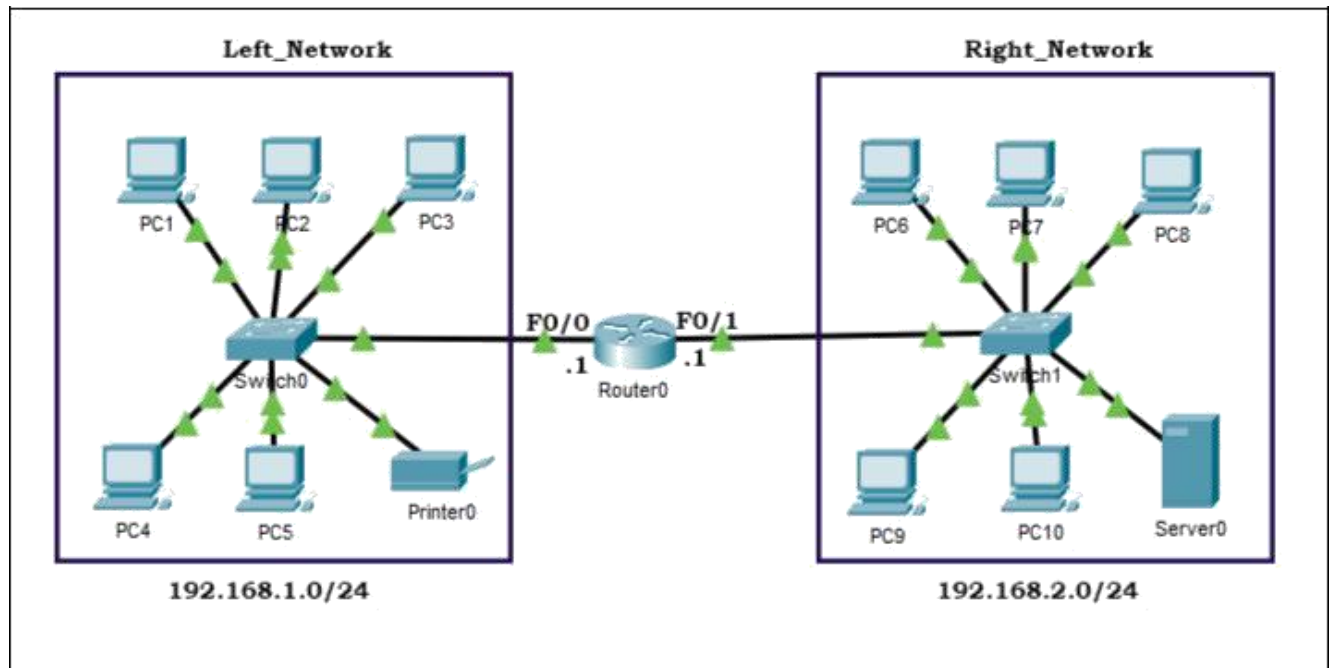 Left_Network
Right_Network
PC1
PC2
PC3
PC6
PC7
PC8
F0/0
F0/1
.1
.1
Switch0
Router0
Switch1
PC4
PC5
Printer0
PC9
PC10
Server0
192.168.1.0/24
192.168.2.0/24